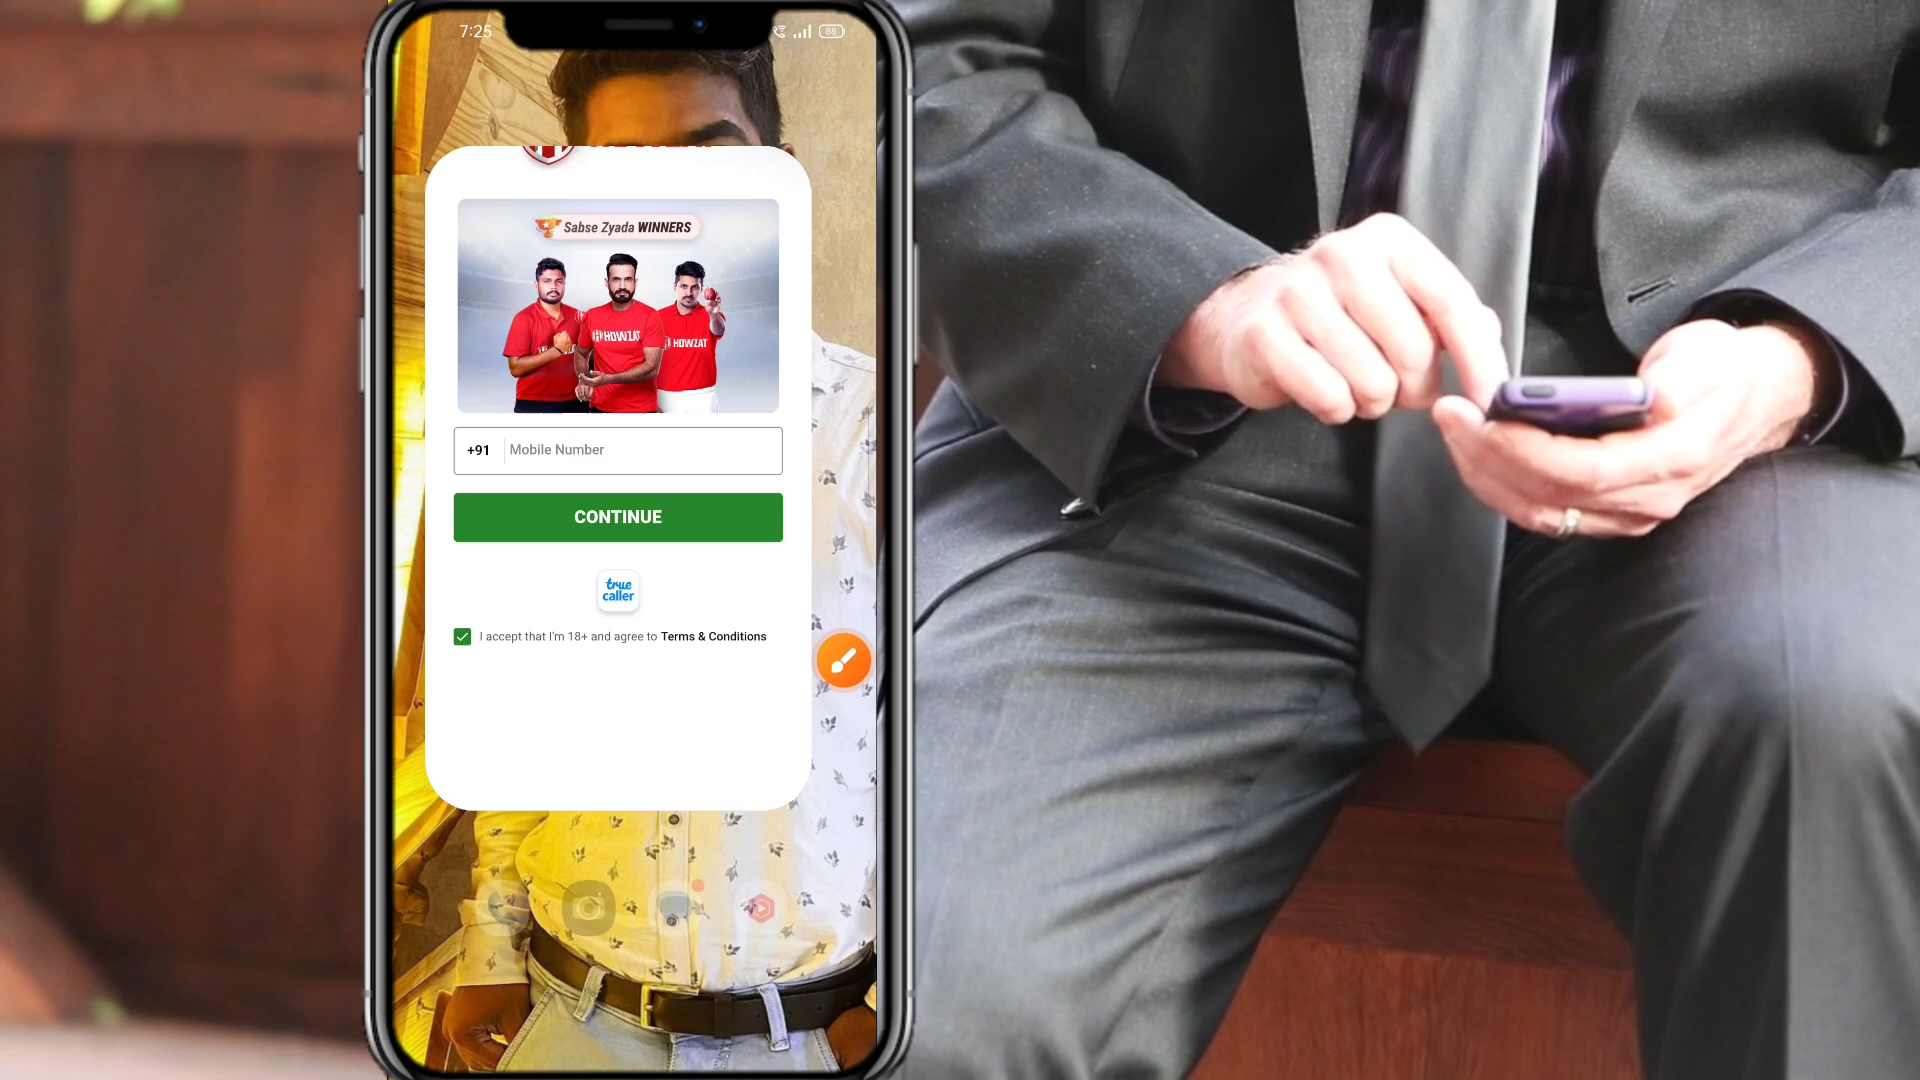 7:25
88
Sabse Zyada WINNERS
HOWZAT
HOWZAT
+91 Mobile Number
CONTINUE
true
caller
I accept that I'm 18+ and agree to Terms & Conditions